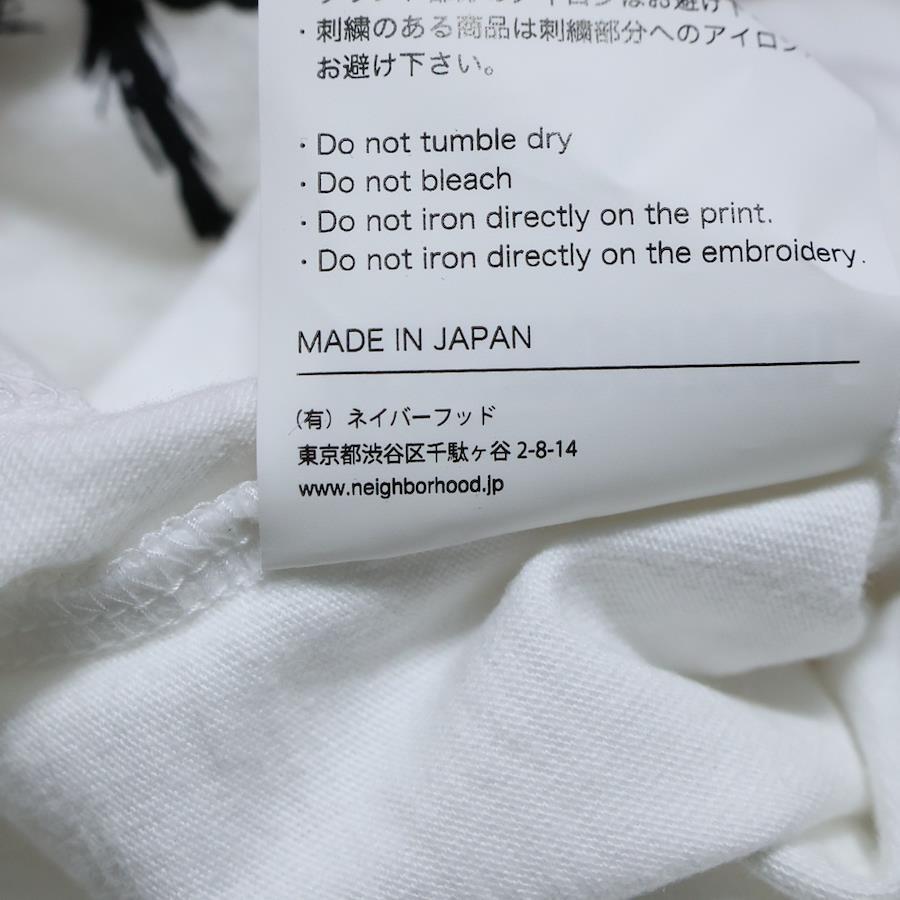 ・刺繍のある商品は刺繍部分へのアイロン
お避け下さい。
・Do not tumble dry
・Do not bleach
・Do not iron directly on the print.
・Do not iron directly on the embroidery.
MADE IN JAPAN
（有）ネイバーフッド
東京都渋谷区千駄ヶ谷 2-8-14
www.neighborhood.jp